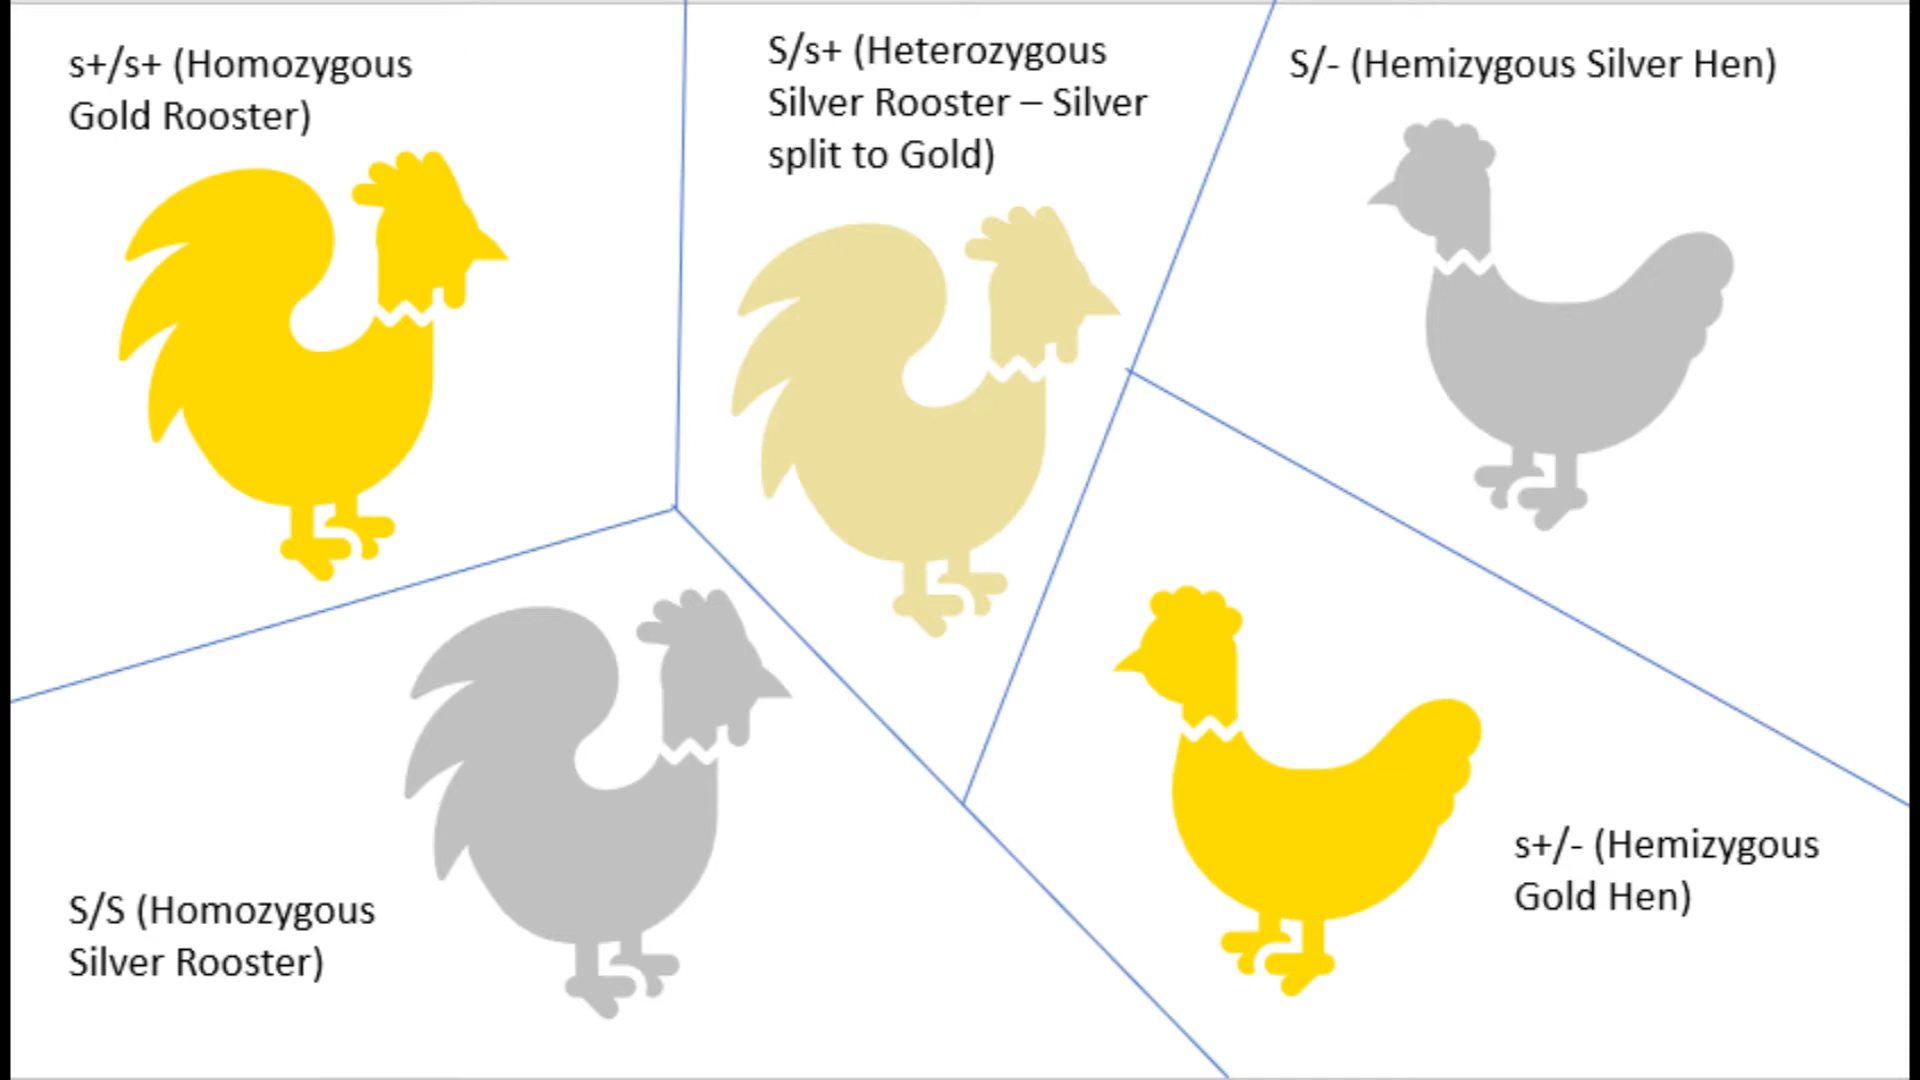 s+/s+ (Homozygous
Gold Rooster)
S/s+ (Heterozygous
Silver Rooster – Silver
split to Gold)
S/- (Hemizygous Silver Hen)
S/S (Homozygous
Silver Rooster)
s+/- (Hemizygous
Gold Hen)